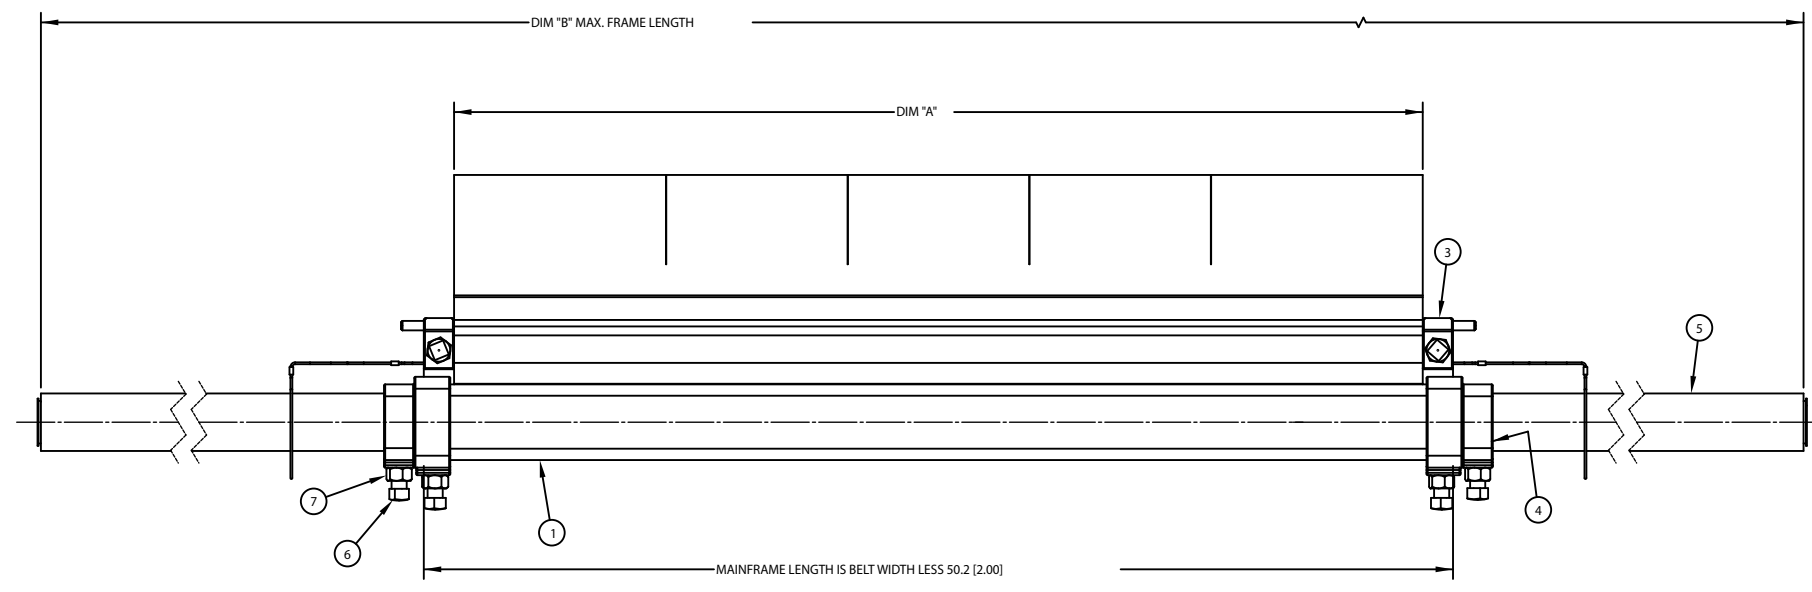 DIM "B" MAX. FRAME LENGTH
DIM "A"
3
5
7
4
1
6
MAINFRAME LENGTH IS BELT WIDTH LESS 50.2 [2.00]